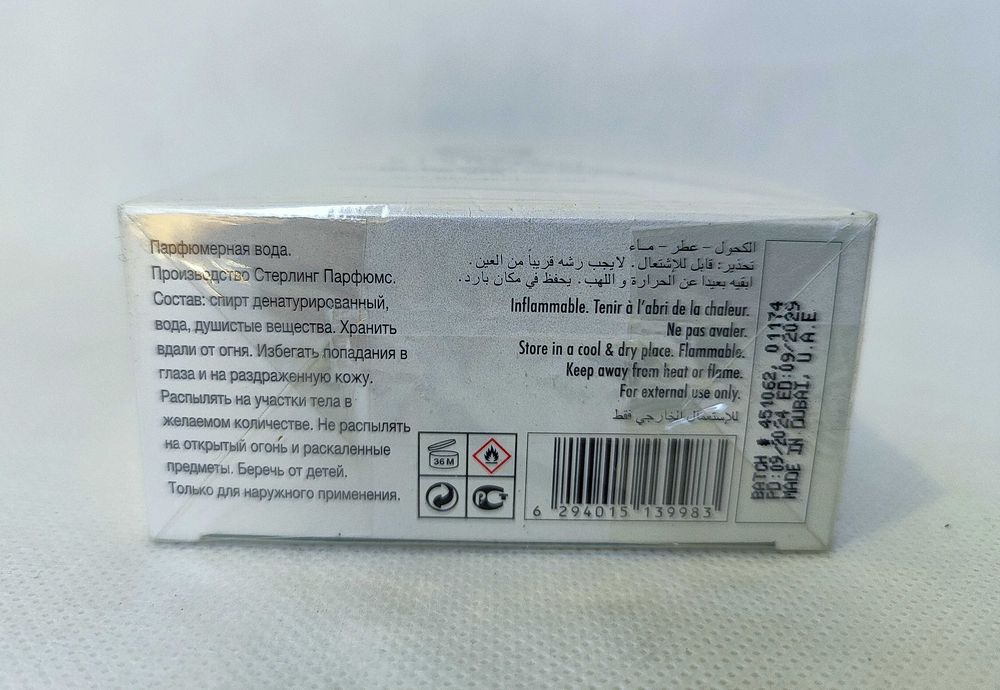 Парфюмерная вода.
Производство Стерлинг Парфюмс.
Состав: спирт денатурированный,
вода, душистые вещества. Хранить
вдали от огня. Избегать попадания в
глаза и на раздраженную кожу.
Распылять на участки тела в
желаемом количестве. Не распылять
на открытый огонь и раскаленные
предметы. Беречь от детей.
Только для наружного применения.
الكحول - عطر - مـاء
تحذير: قابل للإشتعال. لايجب رشه قريباً من العين.
ابقيه بعيدا عن الحرارة و اللهب. يحفظ في مكان بارد.
Inflammable. Tenir à l'abri de la chaleur.
Ne pas avaler.
Store in a cool & dry place. Flammable.
Keep away from heat or flame.
For external use only.
للإستعمال الخارجي فقط
36 M
6 294015 139983
BATCH # 451062, 01174
PD:09/2024 ED:09/2029
MADE IN DUBAI, U.A.E